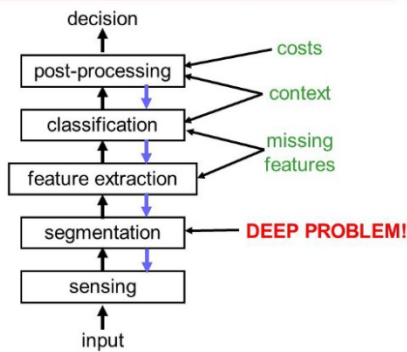 decision
costs
post-processing
context
classification
missing
features
feature extraction
segmentation
DEEP PROBLEM!
sensing
input